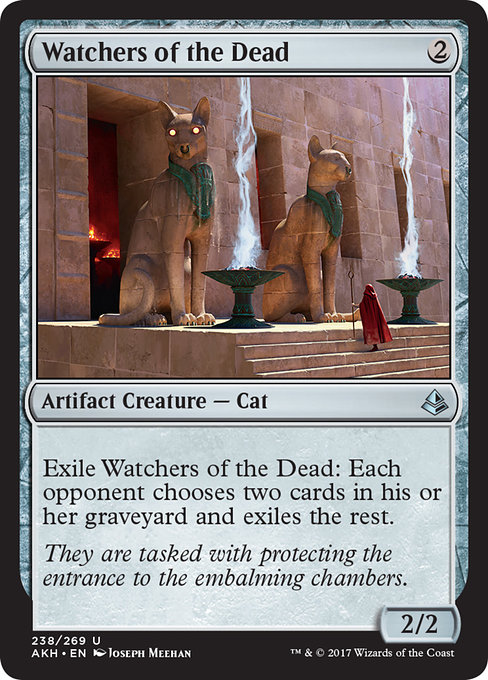 Watchers of the Dead 2
Artifact Creature — Cat
Exile Watchers of the Dead: Each
opponent chooses two cards in his or
her graveyard and exiles the rest.
They are tasked with protecting the
entrance to the embalming chambers.
2/2
238/269 U
AKH • EN Joseph Meehan ™ & © 2017 Wizards of the Coast